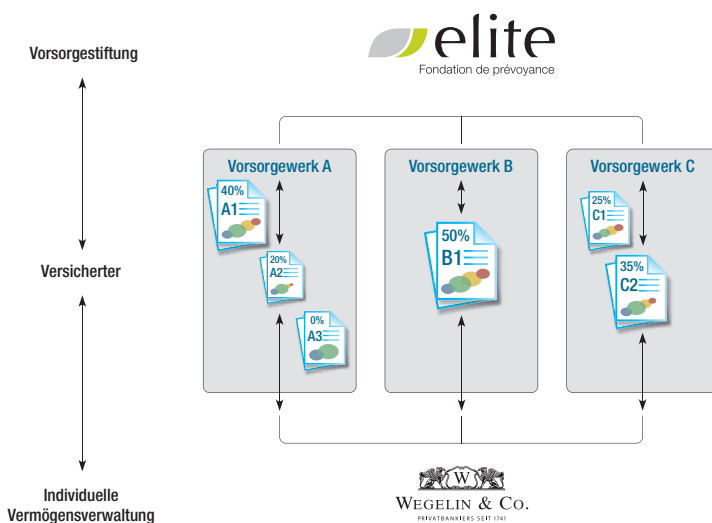 Vorsorgestiftung
elite
Fondation de prévoyance
Vorsorgewerk A
Vorsorgewerk B
Vorsorgewerk C
40%
A1
20%
A2
0%
A3
50%
B1
25%
C1
35%
C2
Versicherter
Individuelle
Vermögensverwaltung
W
WEGELIN & CO.
PRIVATBANKIERS SEIT 1741